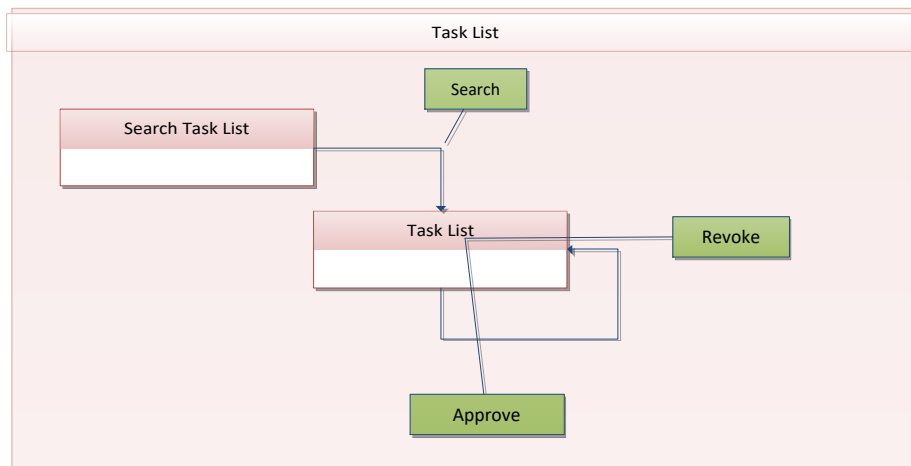 Task List
Search
Search Task List
Task List
Revoke
Approve